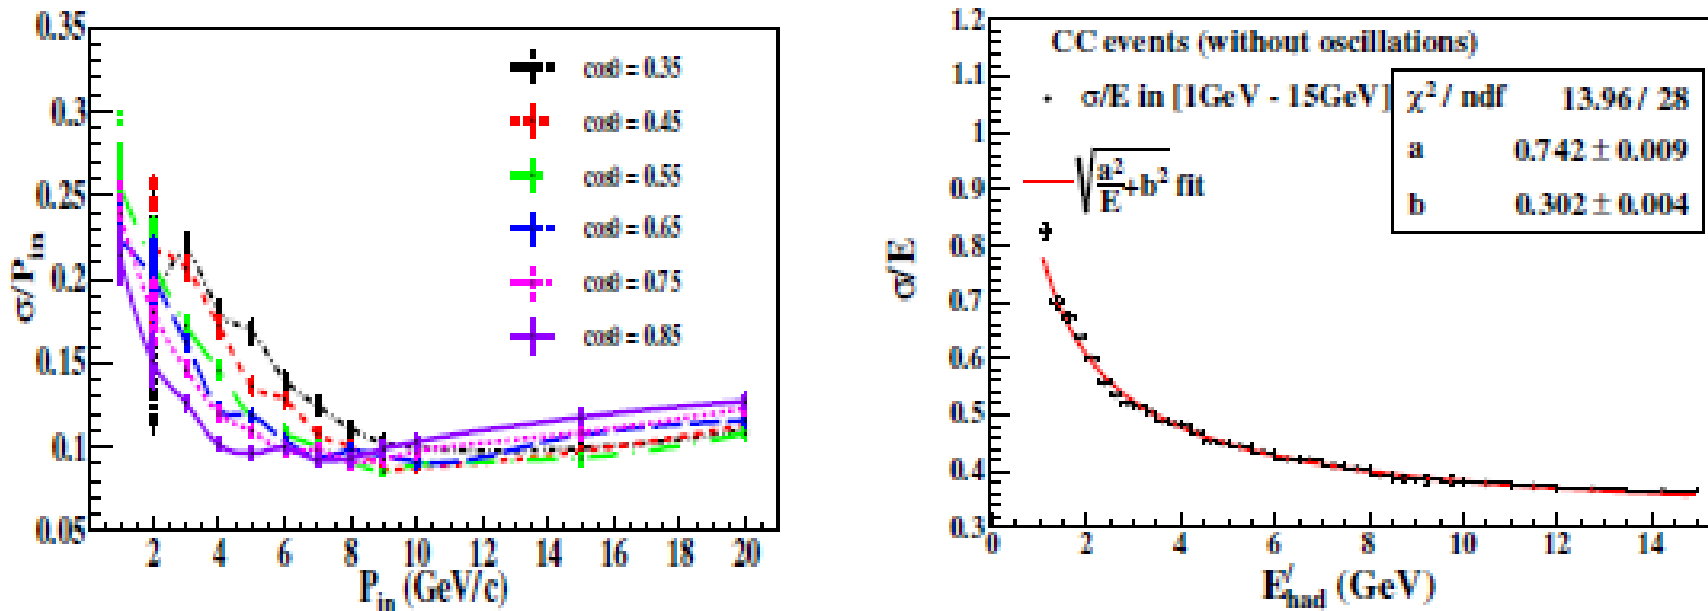 0.35
0.3
0.25
0.2
0.15
0.1
0.05
σ/P_in
cosθ = 0.35
cosθ = 0.45
cosθ = 0.55
cosθ = 0.65
cosθ = 0.75
cosθ = 0.85
2 4 6 8 10 12 14 16 18 20
P_in (GeV/c)
1.2
1.1
1
0.9
0.8
0.7
0.6
0.5
0.4
0.3
σ/E
CC events (without oscillations)
σ/E in [1GeV - 15GeV]
√(a²/E+b²) fit
χ² / ndf 13.96 / 28
a 0.742 ± 0.009
b 0.302 ± 0.004
0 2 4 6 8 10 12 14
E'_had (GeV)